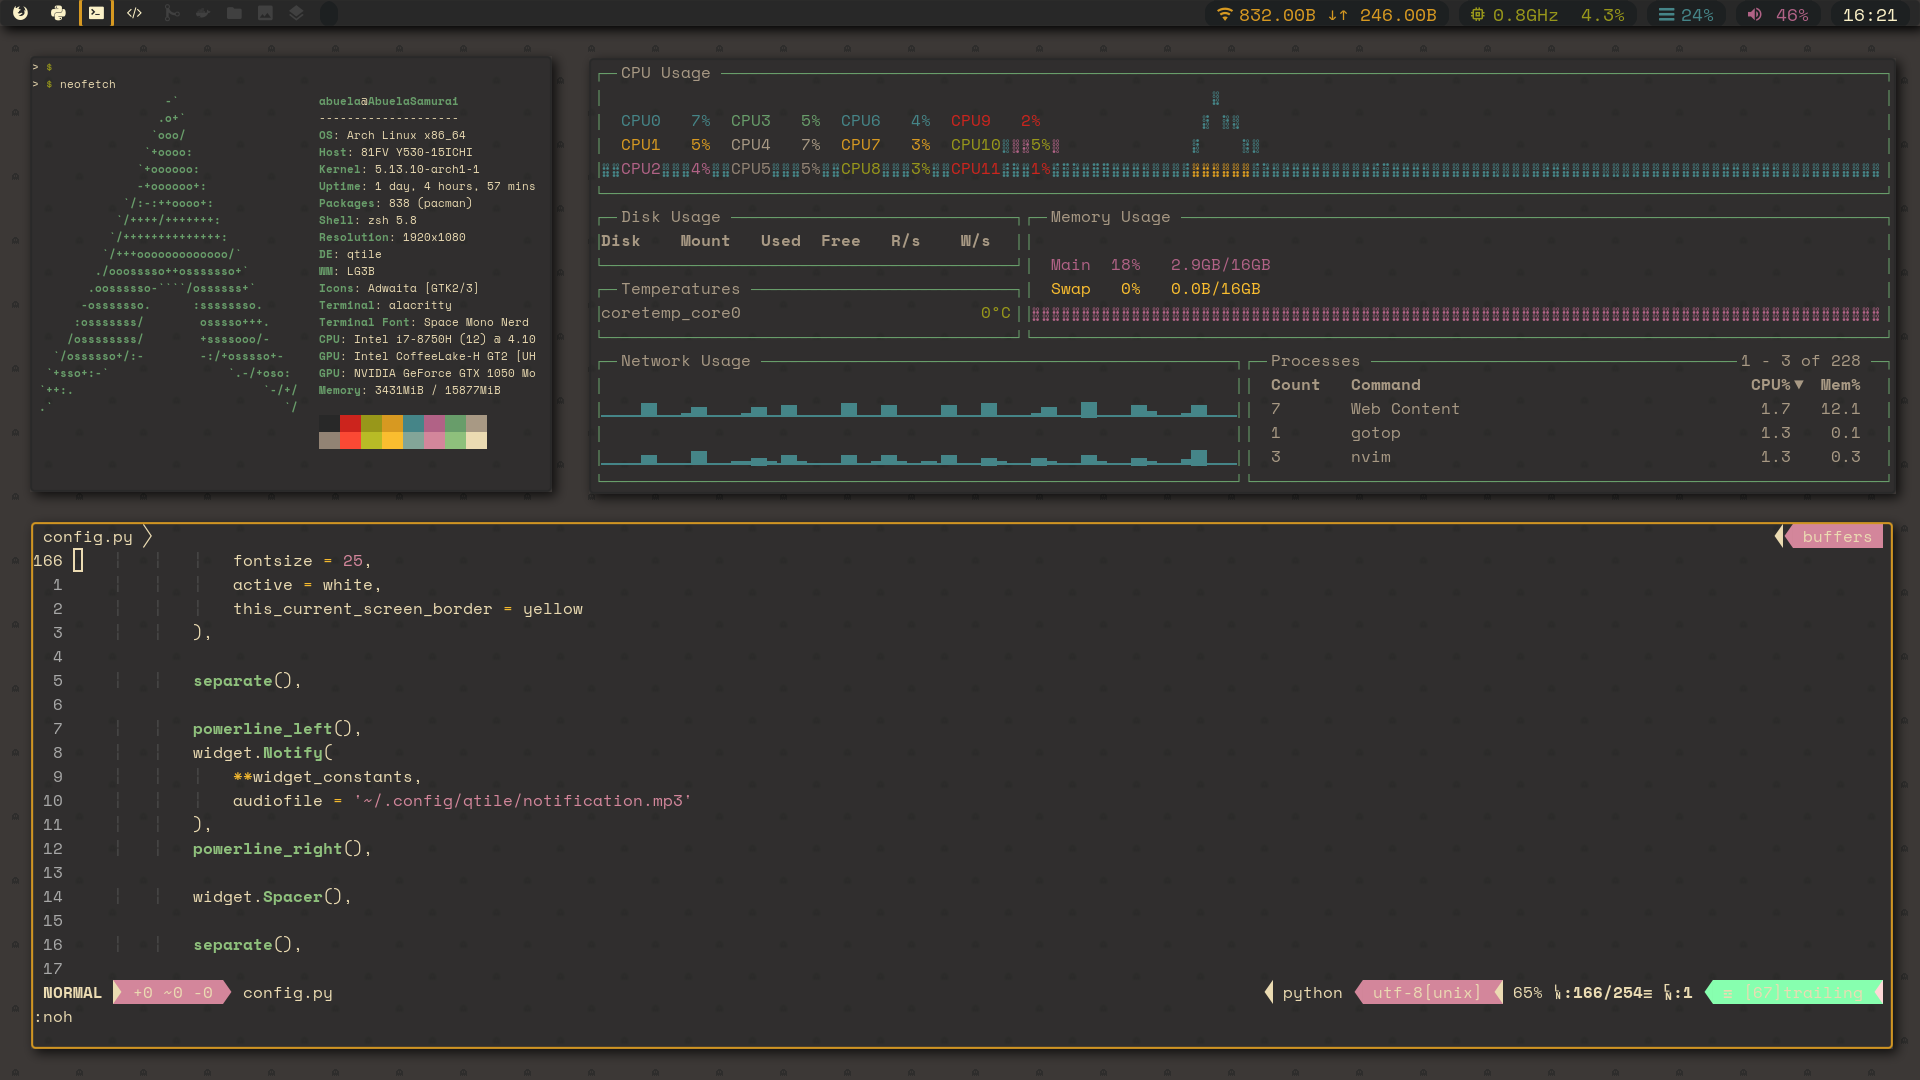 832.00B ↓↑ 246.00B
0.8GHz 4.3%
24%
46%
16:21
> $
> $ neofetch
abuela@AbuelaSamurai
--------------------
OS: Arch Linux x86_64
Host: 81FV Y530-15ICHI
Kernel: 5.13.10-arch1-1
Uptime: 1 day, 4 hours, 57 mins
Packages: 838 (pacman)
Shell: zsh 5.8
Resolution: 1920x1080
DE: qtile
WM: LG3B
Icons: Adwaita [GTK2/3]
Terminal: alacritty
Terminal Font: Space Mono Nerd
CPU: Intel i7-8750H (12) @ 4.10
GPU: Intel CoffeeLake-H GT2 [UH
GPU: NVIDIA GeForce GTX 1050 Mo
Memory: 3431MiB / 15877MiB
CPU Usage
CPU0 7% CPU3 5% CPU6 4% CPU9 2%
CPU1 5% CPU4 7% CPU7 3% CPU10 5%
CPU2 4% CPU5 5% CPU8 3% CPU11 1%
Disk Usage
Disk Mount Used Free R/s W/s
Temperatures
coretemp_core0 0°C
Memory Usage
Main 18% 2.9GB/16GB
Swap 0% 0.0B/16GB
Network Usage
Processes 1 - 3 of 228
Count Command CPU%▼ Mem%
7 Web Content 1.7 12.1
1 gotop 1.3 0.1
3 nvim 1.3 0.3
config.py buffers
166 fontsize = 25,
1 active = white,
2 this_current_screen_border = yellow
3 ),
4
5 separate(),
6
7 powerline_left(),
8 widget.Notify(
9 **widget_constants,
10 audiofile = '~/.config/qtile/notification.mp3'
11 ),
12 powerline_right(),
13
14 widget.Spacer(),
15
16 separate(),
17
NORMAL +0 ~0 -0 config.py python utf-8[unix] 65% :166/254≡ :1 ≡ [67]trailing
:noh